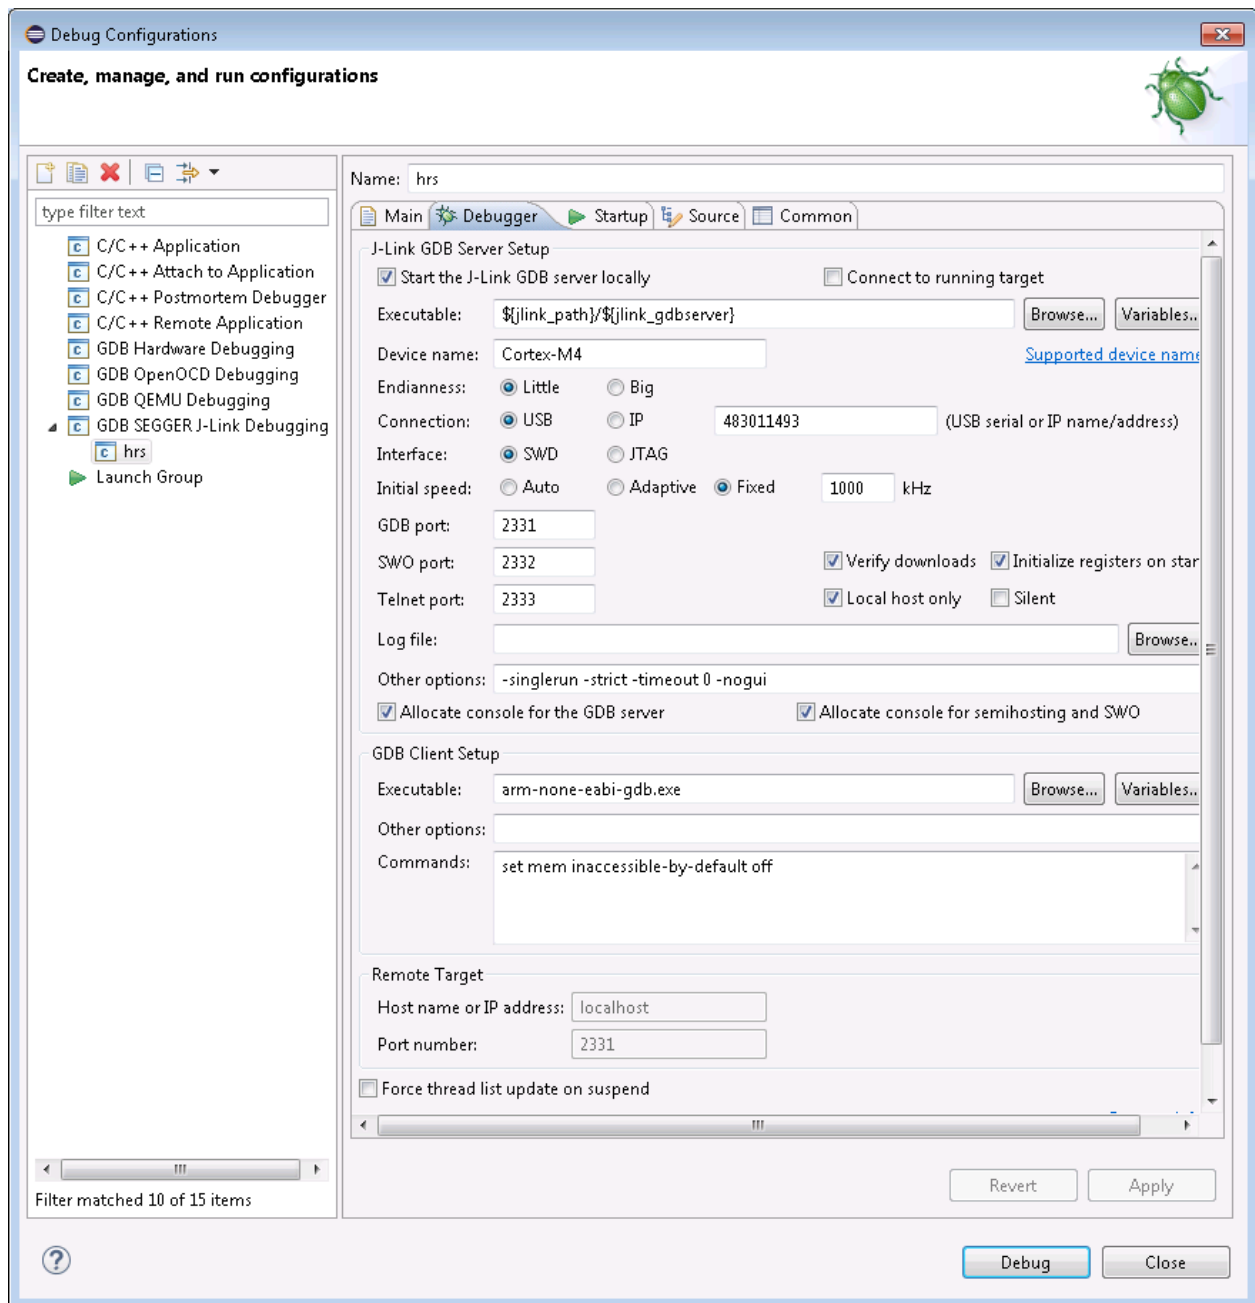 Debug Configurations
Create, manage, and run configurations
Name: hrs
type filter text
C/C++ Application
C/C++ Attach to Application
C/C++ Postmortem Debugger
C/C++ Remote Application
GDB Hardware Debugging
GDB OpenOCD Debugging
GDB QEMU Debugging
GDB SEGGER J-Link Debugging
hrs
Launch Group
Filter matched 10 of 15 items
Main Debugger Startup Source Common
J-Link GDB Server Setup
Start the J-Link GDB server locally Connect to running target
Executable: ${jlink_path}/${jlink_gdbserver} Browse... Variables..
Device name: Cortex-M4 Supported device name
Endianness: Little Big
Connection: USB IP 483011493 (USB serial or IP name/address)
Interface: SWD JTAG
Initial speed: Auto Adaptive Fixed 1000 kHz
GDB port: 2331
SWO port: 2332 Verify downloads Initialize registers on star
Telnet port: 2333 Local host only Silent
Log file: Browse..
Other options: -singlerun -strict -timeout 0 -nogui
Allocate console for the GDB server Allocate console for semihosting and SWO
GDB Client Setup
Executable: arm-none-eabi-gdb.exe Browse... Variables..
Other options:
Commands: set mem inaccessible-by-default off
Remote Target
Host name or IP address: localhost
Port number: 2331
Force thread list update on suspend
Revert Apply
Debug Close